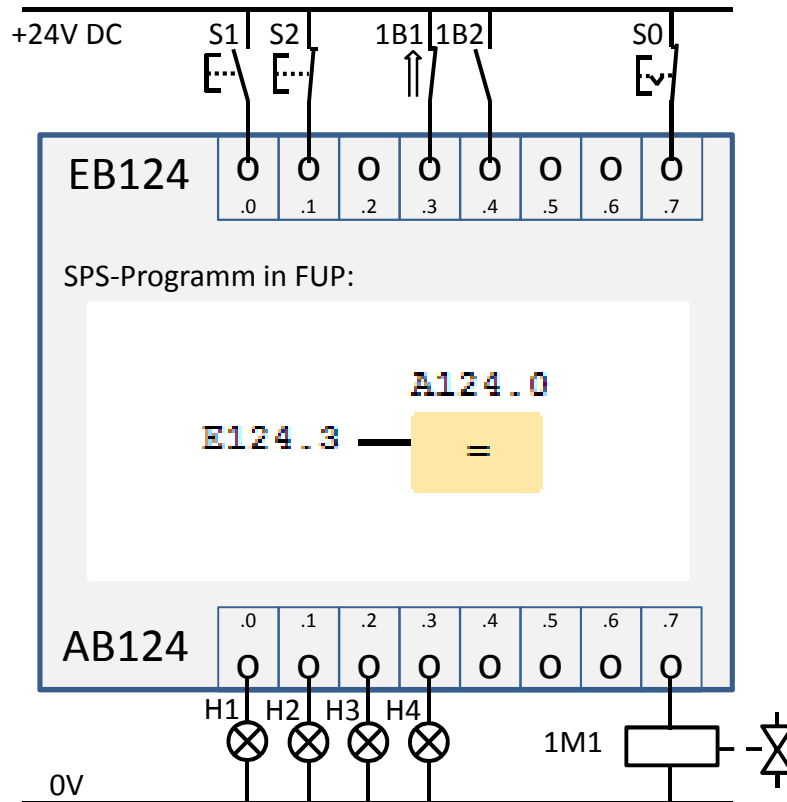 +24V DC S1 S2 1B1 1B2 S0
EB124
O O O O O O O O
.0 .1 .2 .3 .4 .5 .6 .7
SPS-Programm in FUP:
A124.0
E124.3
=
AB124
.0 .1 .2 .3 .4 .5 .6 .7
O O O O O O O O
H1 H2 H3 H4
1M1
0V